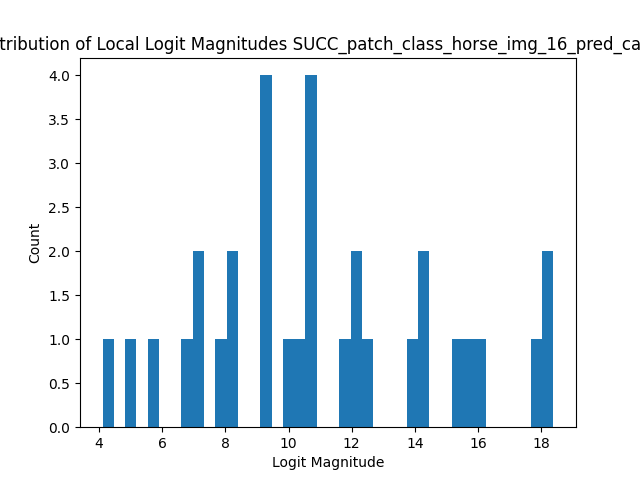 tribution of Local Logit Magnitudes SUCC_patch_class_horse_img_16_pred_ca
4.0
3.5
3.0
2.5
2.0
1.5
1.0
0.5
0.0
Count
4 6 8 10 12 14 16 18
Logit Magnitude